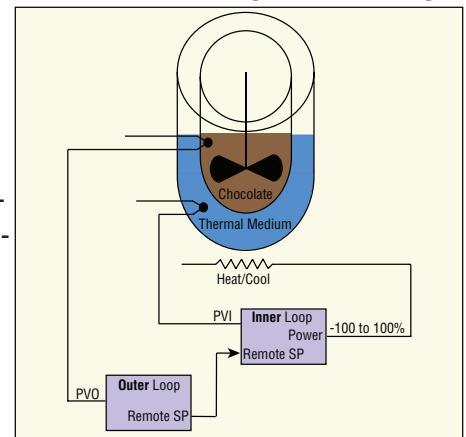 Chocolate
Thermal Medium
Heat/Cool
PVI
Inner Loop
Power
-100 to 100%
Remote SP
Outer Loop
PVO
Remote SP